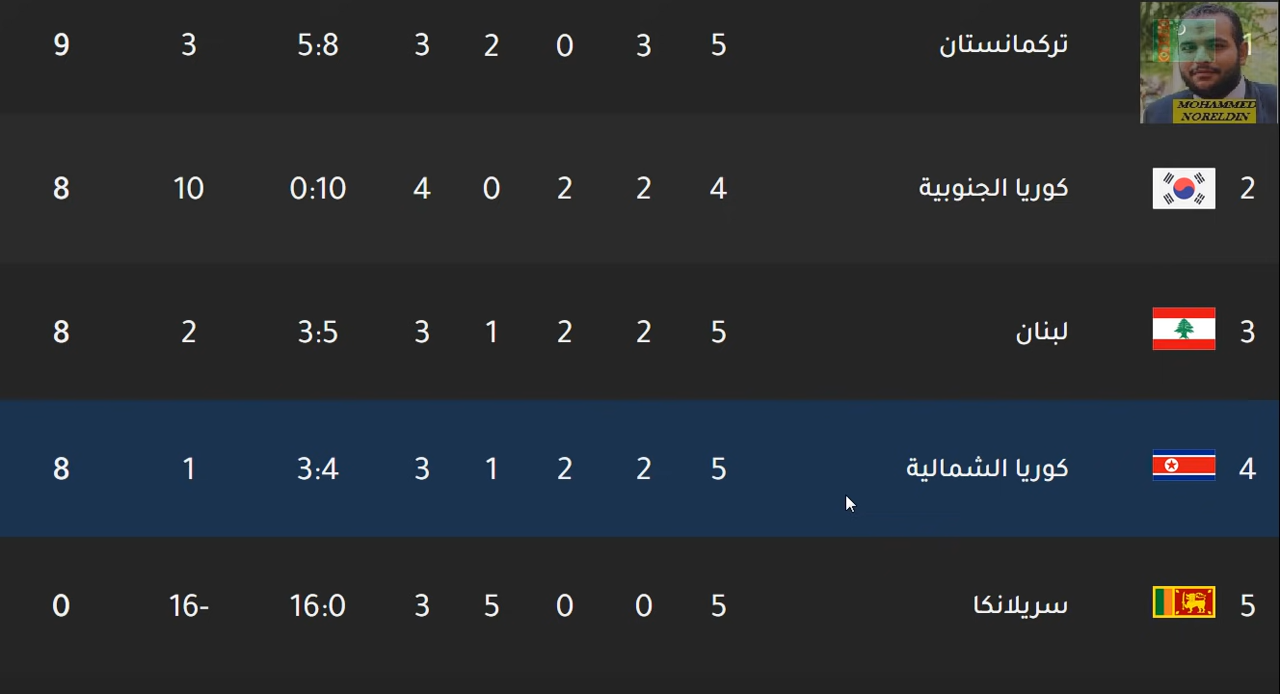 1 تركمانستان 5 3 0 2 3 5:8 3 9
MOHAMMED
NORELDIN
2 كوريا الجنوبية 4 2 2 0 4 0:10 10 8
3 لبنان 5 2 2 1 3 3:5 2 8
4 كوريا الشمالية 5 2 2 1 3 3:4 1 8
5 سريلانكا 5 0 0 5 3 16:0 16- 0